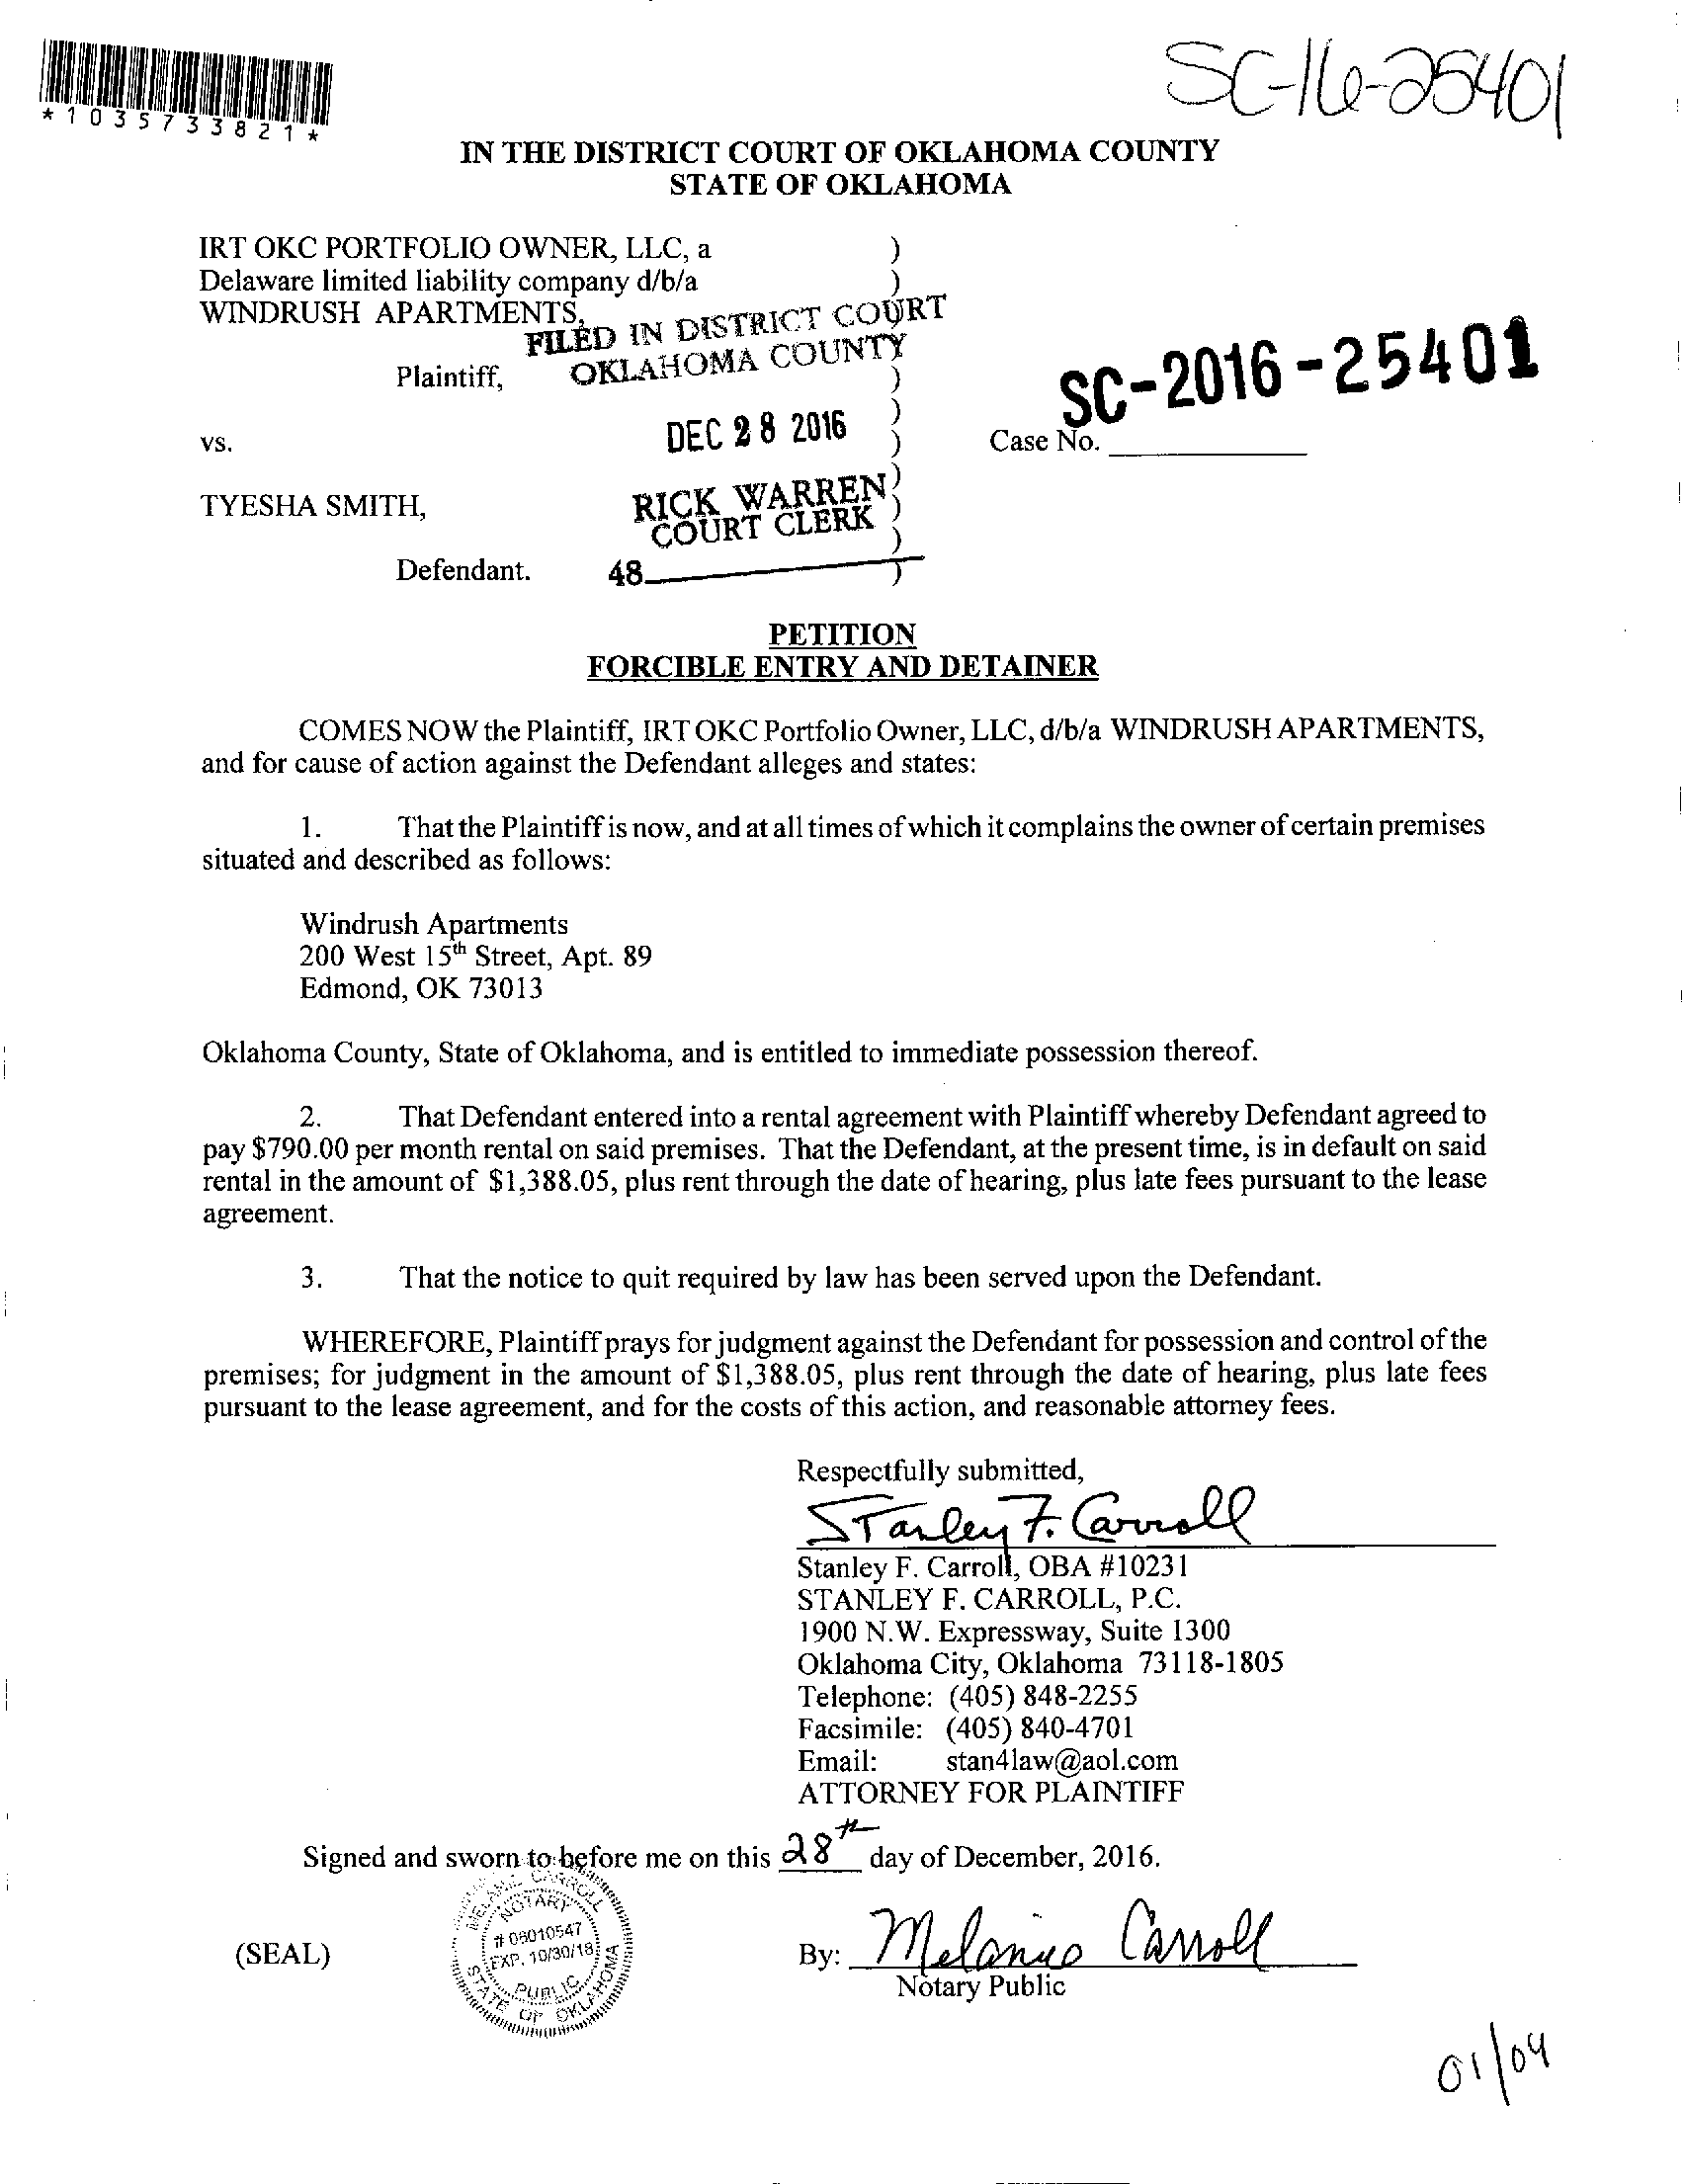 SC-16-25401
*1035733821*
IN THE DISTRICT COURT OF OKLAHOMA COUNTY
STATE OF OKLAHOMA
IRT OKC PORTFOLIO OWNER, LLC, a )
Delaware limited liability company d/b/a )
WINDRUSH APARTMENTS,
FILED IN DISTRICT COURT
OKLAHOMA COUNTY
Plaintiff, )
SC-2016-25401
DEC 28 2016 )
vs. ) Case No.
TYESHA SMITH, )
RICK WARREN )
COURT CLERK )
Defendant. )
48
PETITION
FORCIBLE ENTRY AND DETAINER
COMES NOW the Plaintiff, IRT OKC Portfolio Owner, LLC, d/b/a WINDRUSH APARTMENTS,
and for cause of action against the Defendant alleges and states:
1. That the Plaintiff is now, and at all times of which it complains the owner of certain premises
situated and described as follows:
Windrush Apartments
200 West 15th Street, Apt. 89
Edmond, OK 73013
Oklahoma County, State of Oklahoma, and is entitled to immediate possession thereof.
2. That Defendant entered into a rental agreement with Plaintiff whereby Defendant agreed to
pay $790.00 per month rental on said premises. That the Defendant, at the present time, is in default on said
rental in the amount of $1,388.05, plus rent through the date of hearing, plus late fees pursuant to the lease
agreement.
3. That the notice to quit required by law has been served upon the Defendant.
WHEREFORE, Plaintiff prays for judgment against the Defendant for possession and control of the
premises; for judgment in the amount of $1,388.05, plus rent through the date of hearing, plus late fees
pursuant to the lease agreement, and for the costs of this action, and reasonable attorney fees.
Respectfully submitted,
Stanley F. Carroll
Stanley F. Carroll, OBA #10231
STANLEY F. CARROLL, P.C.
1900 N.W. Expressway, Suite 1300
Oklahoma City, Oklahoma 73118-1805
Telephone: (405) 848-2255
Facsimile: (405) 840-4701
Email: stan4law@aol.com
ATTORNEY FOR PLAINTIFF
Signed and sworn to before me on this 28th day of December, 2016.
MELANIE CARROLL
NOTARY
# 06010547
EXP. 10/30/18
PUBLIC
STATE OF OKLAHOMA
(SEAL)
By: Melanie Carroll
Notary Public
01/04